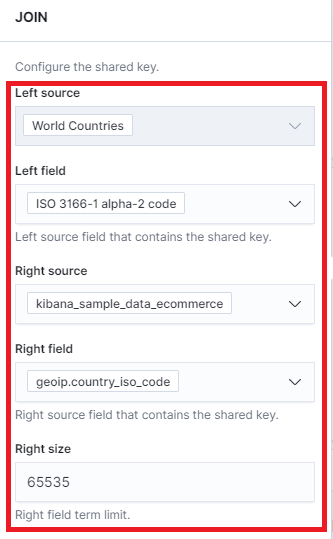 JOIN
Configure the shared key.
Left source
World Countries
Left field
ISO 3166-1 alpha-2 code
Left source field that contains the shared key.
Right source
kibana_sample_data_ecommerce
Right field
geoip.country_iso_code
Right source field that contains the shared key.
Right size
65535
Right field term limit.